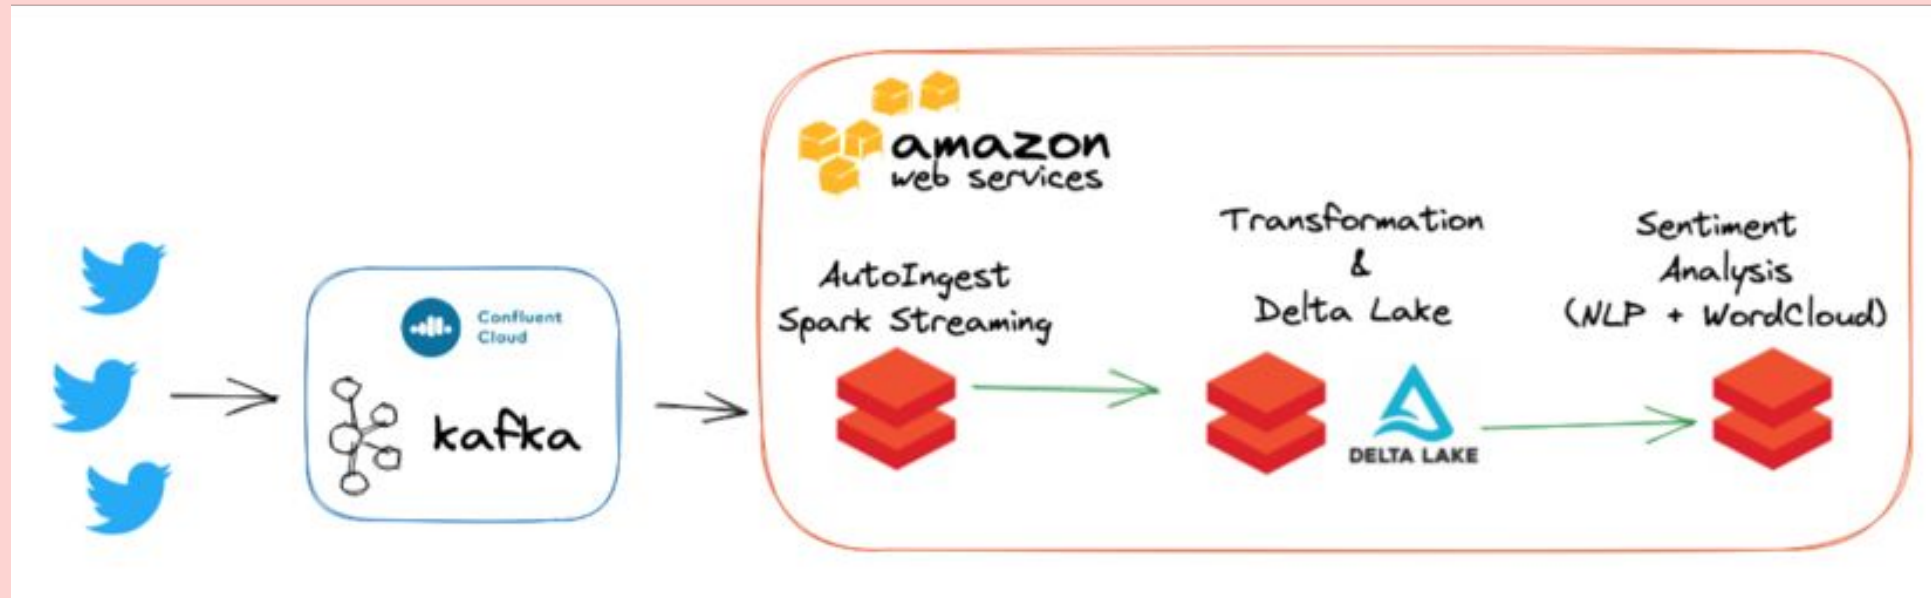 amazon
web services
Confluent
Cloud
kafka
AutoIngest
Spark Streaming
Transformation
&
Delta Lake
DELTA LAKE
Sentiment
Analysis
(NLP + WordCloud)